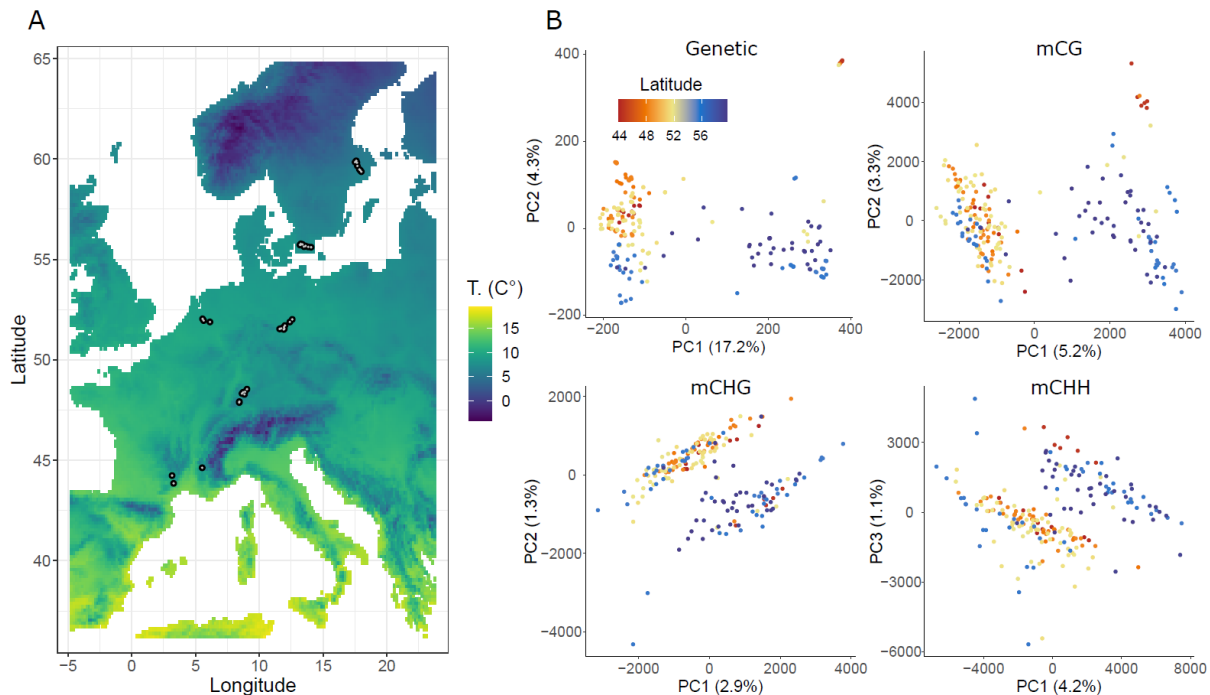 A
65
60
55
50
45
40
Latitude
−5
0
5
10
15
20
Longitude
T. (C°)
15
10
5
0
B
Genetic
Latitude
44
48
52
56
400
200
0
−200
PC2 (4.3%)
−200
0
200
400
PC1 (17.2%)
mCG
4000
2000
0
−2000
PC2 (3.3%)
−2000
0
2000
4000
PC1 (5.2%)
mCHG
2000
0
−2000
−4000
PC2 (1.3%)
−2000
0
2000
4000
PC1 (2.9%)
mCHH
3000
0
−3000
−6000
PC3 (1.1%)
−4000
0
4000
8000
PC1 (4.2%)